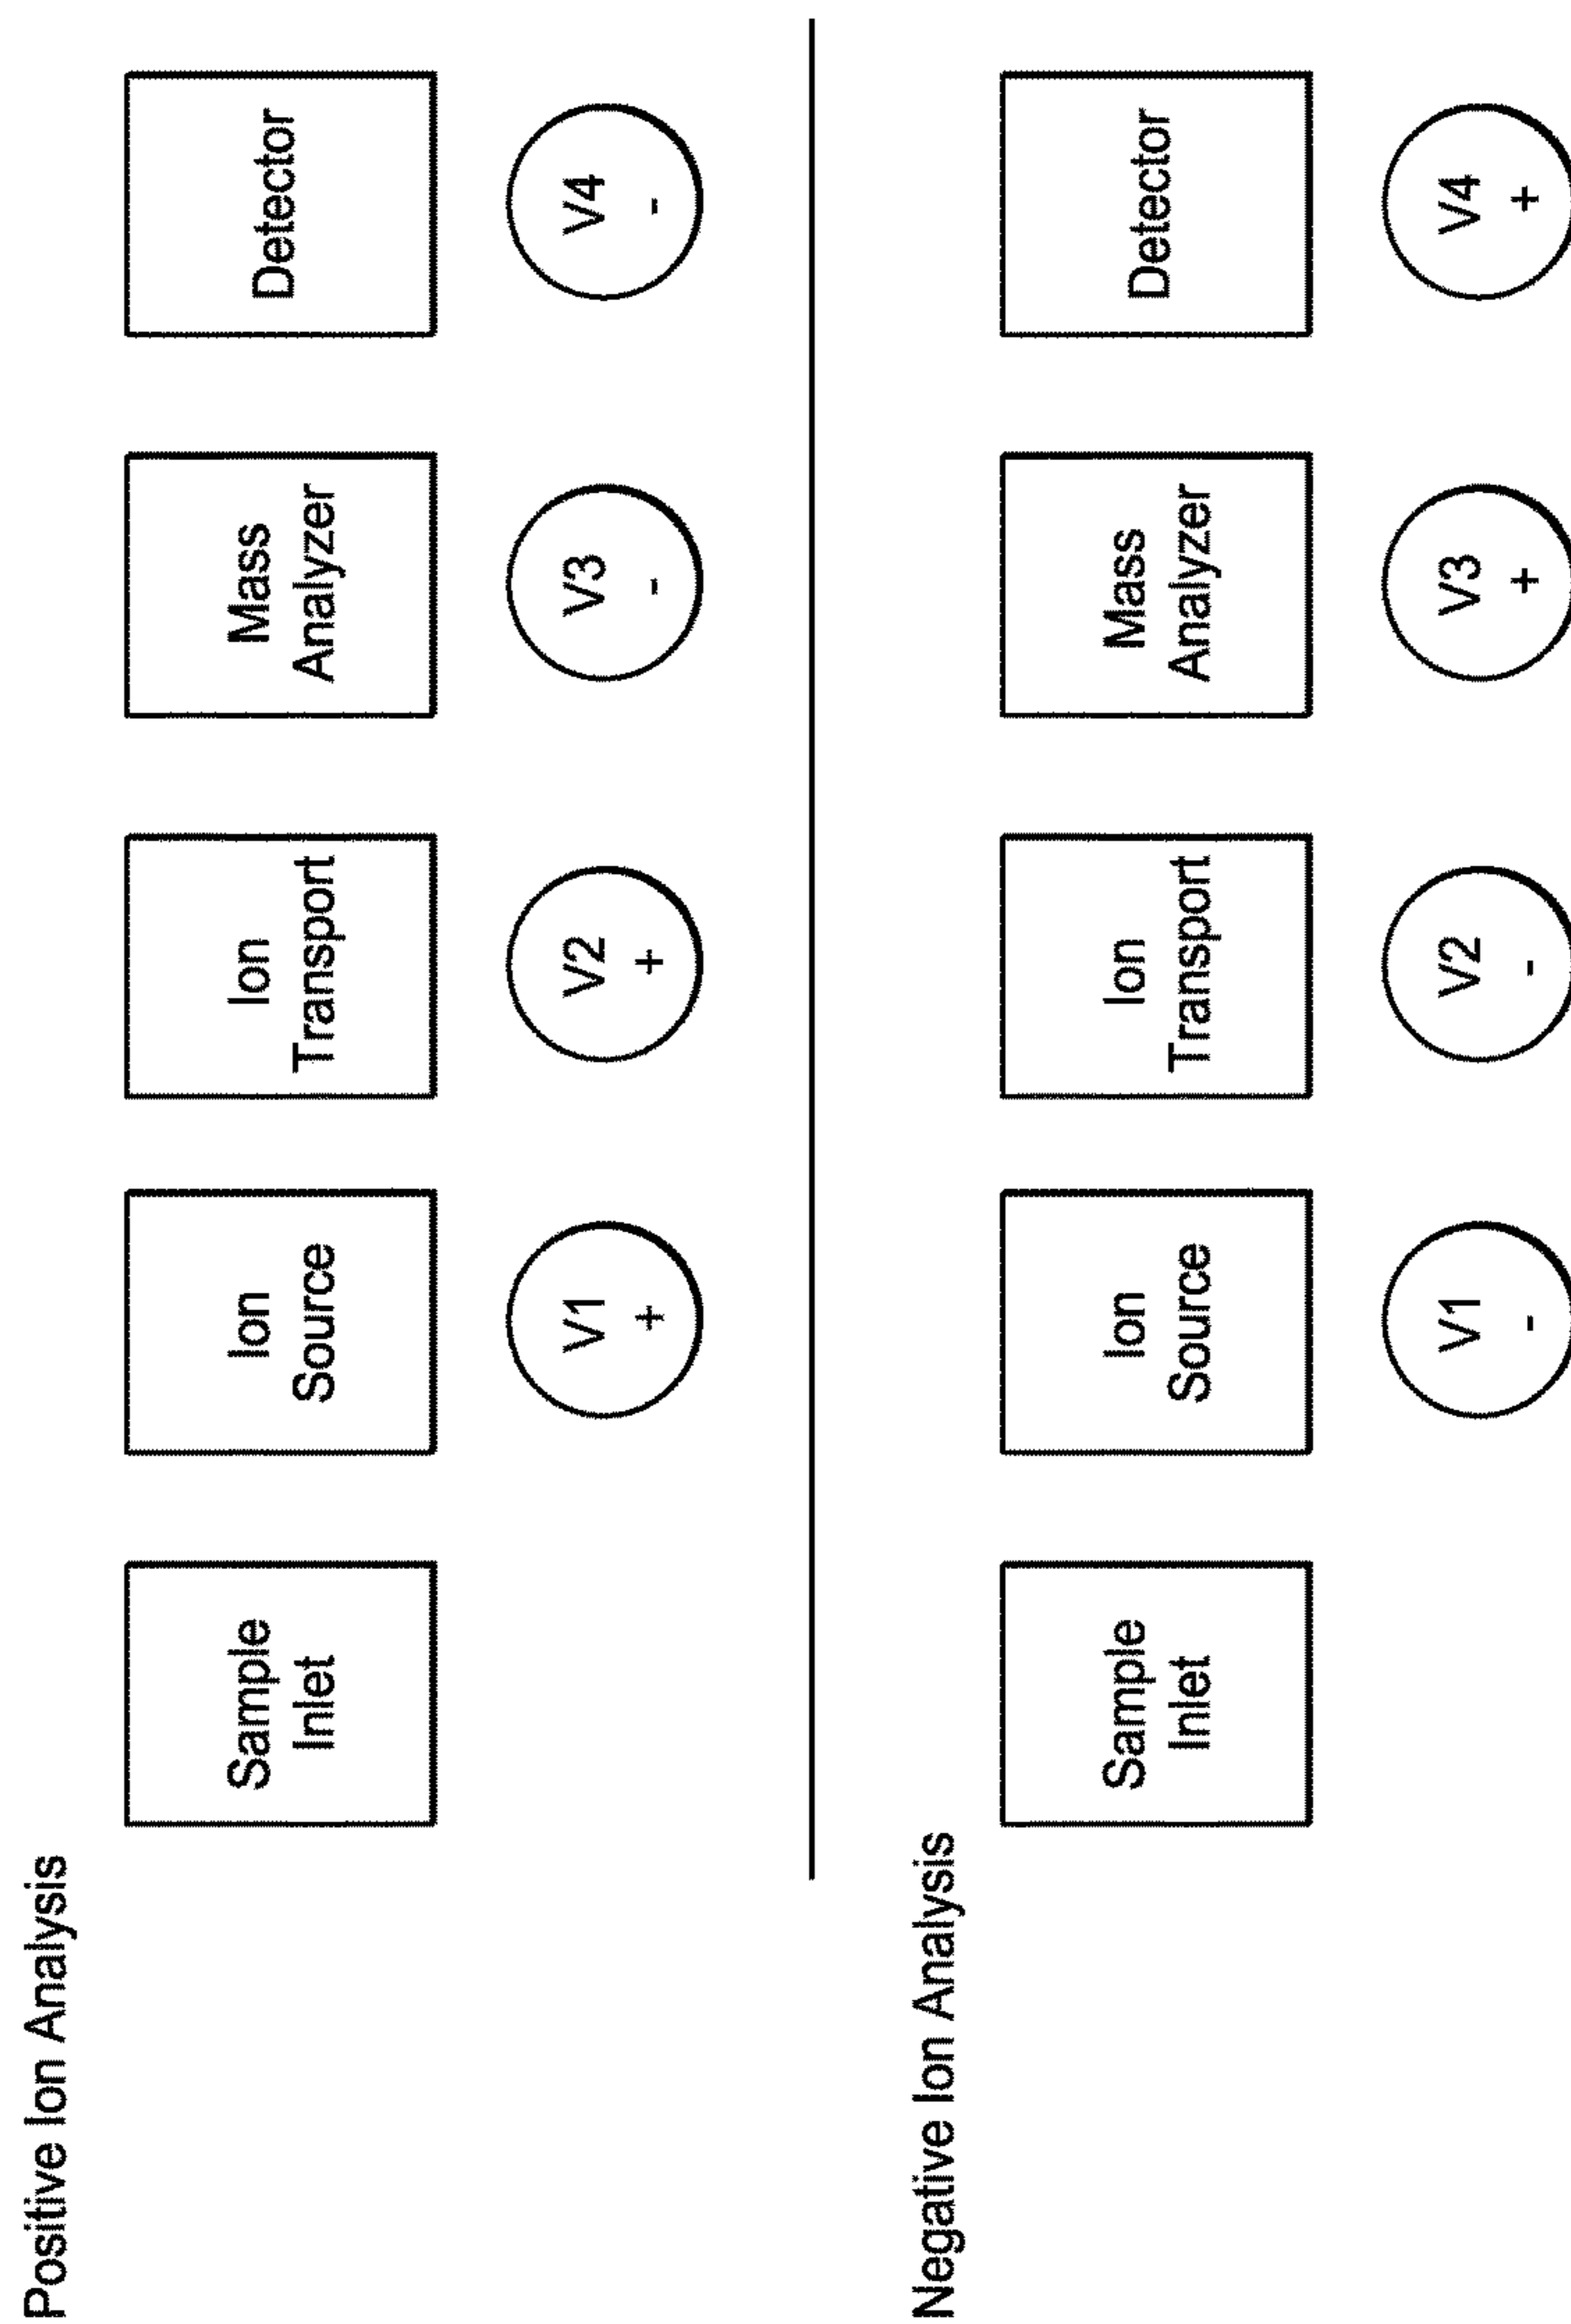 Positive Ion Analysis
Sample
Inlet
Ion
Source
Ion
Transport
Mass
Analyzer
Detector
V1
+
V2
+
V3
-
V4
-
Negative Ion Analysis
Sample
Inlet
Ion
Source
Ion
Transport
Mass
Analyzer
Detector
V1
-
V2
-
V3
+
V4
+